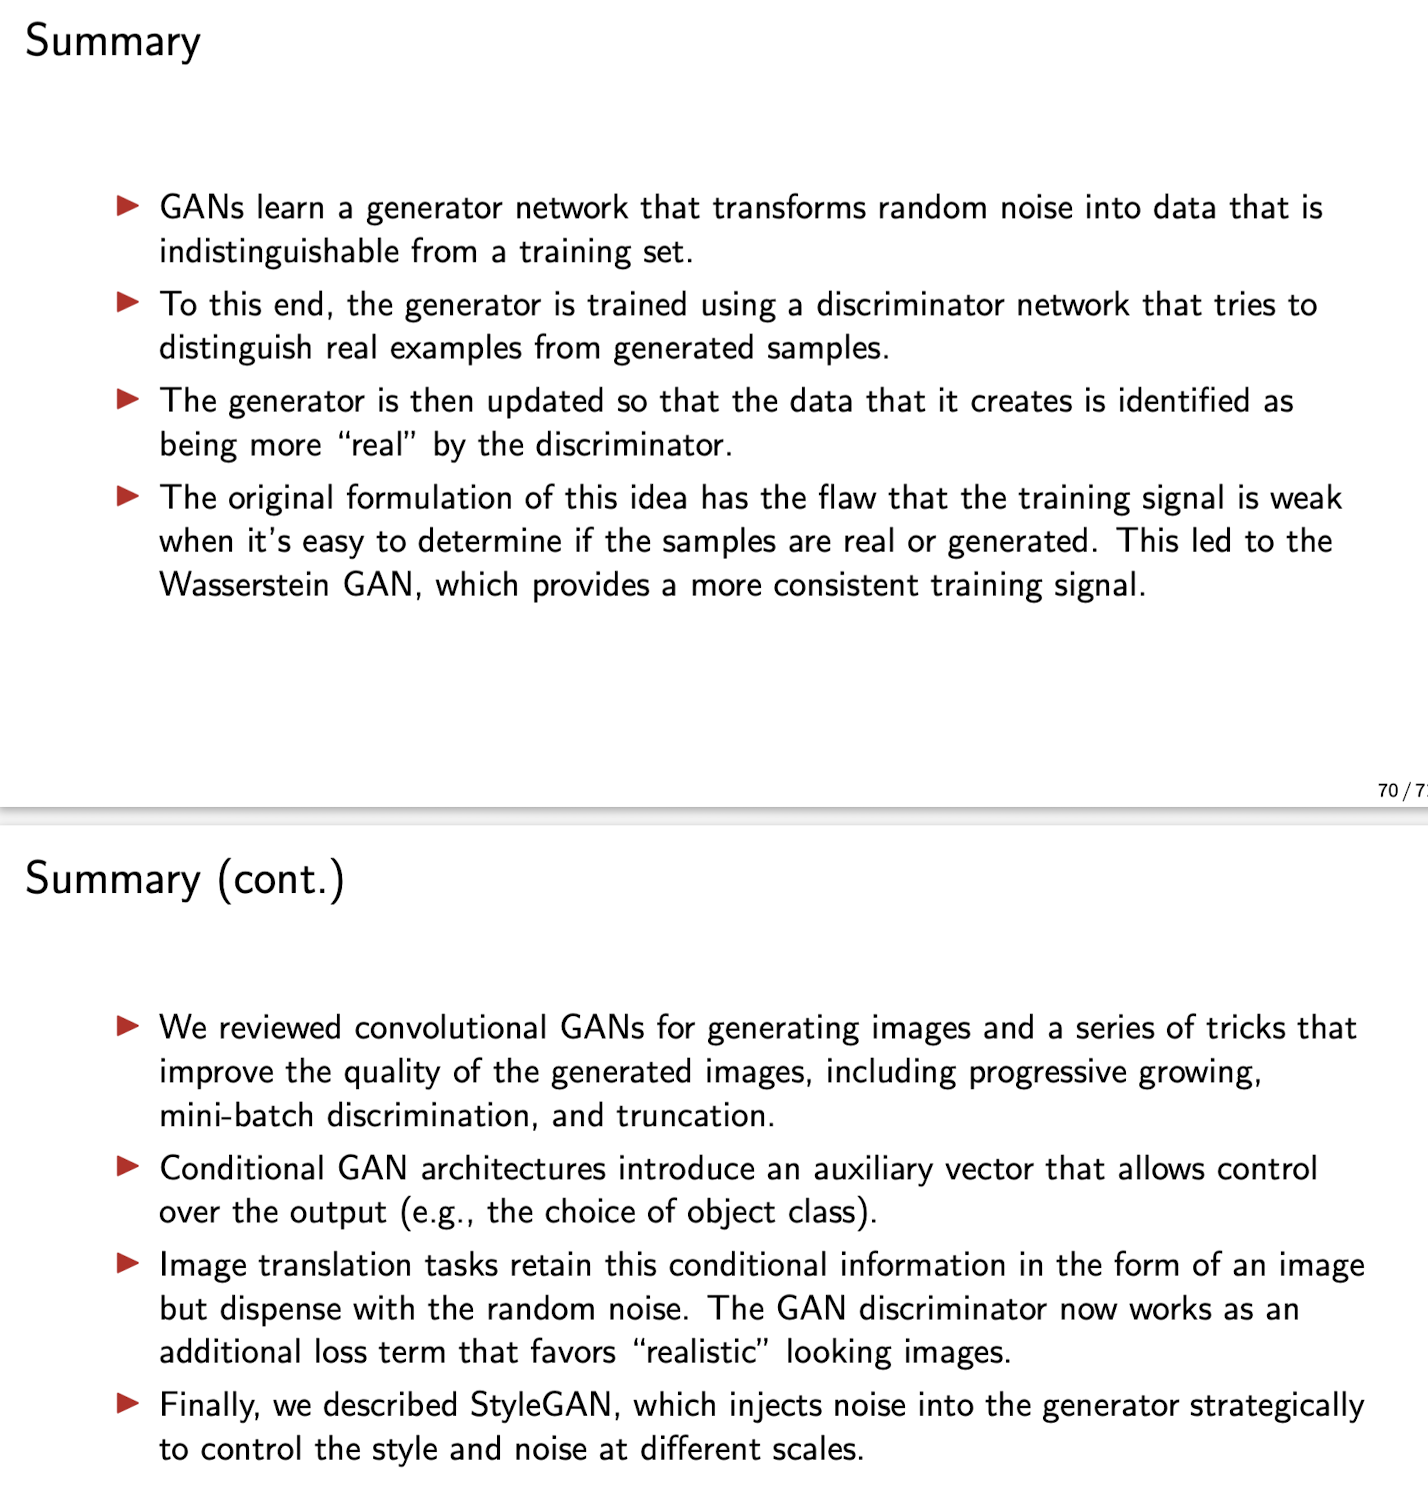 Summary
GANs learn a generator network that transforms random noise into data that is
indistinguishable from a training set.
To this end, the generator is trained using a discriminator network that tries to
distinguish real examples from generated samples.
The generator is then updated so that the data that it creates is identified as
being more “real” by the discriminator.
The original formulation of this idea has the flaw that the training signal is weak
when it’s easy to determine if the samples are real or generated. This led to the
Wasserstein GAN, which provides a more consistent training signal.
70 / 7
Summary (cont.)
We reviewed convolutional GANs for generating images and a series of tricks that
improve the quality of the generated images, including progressive growing,
mini-batch discrimination, and truncation.
Conditional GAN architectures introduce an auxiliary vector that allows control
over the output (e.g., the choice of object class).
Image translation tasks retain this conditional information in the form of an image
but dispense with the random noise. The GAN discriminator now works as an
additional loss term that favors “realistic” looking images.
Finally, we described StyleGAN, which injects noise into the generator strategically
to control the style and noise at different scales.